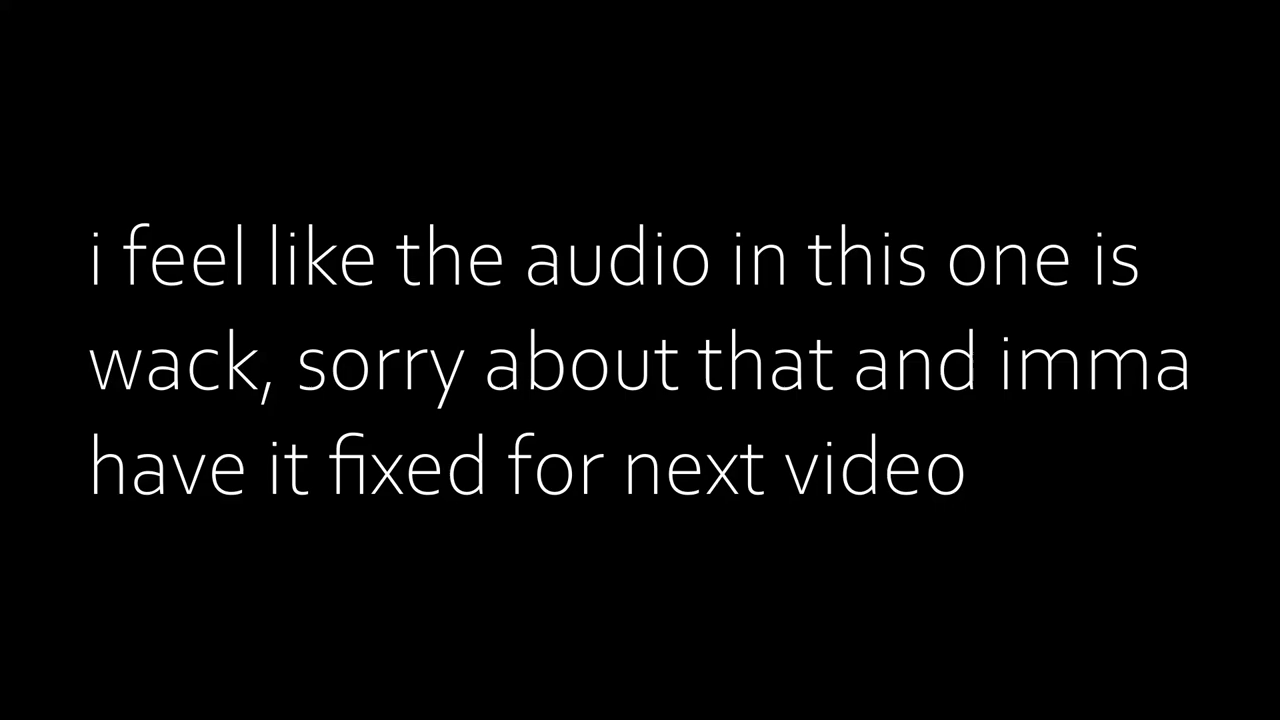 i feel like the audio in this one is
wack, sorry about that and imma
have it fixed for next video